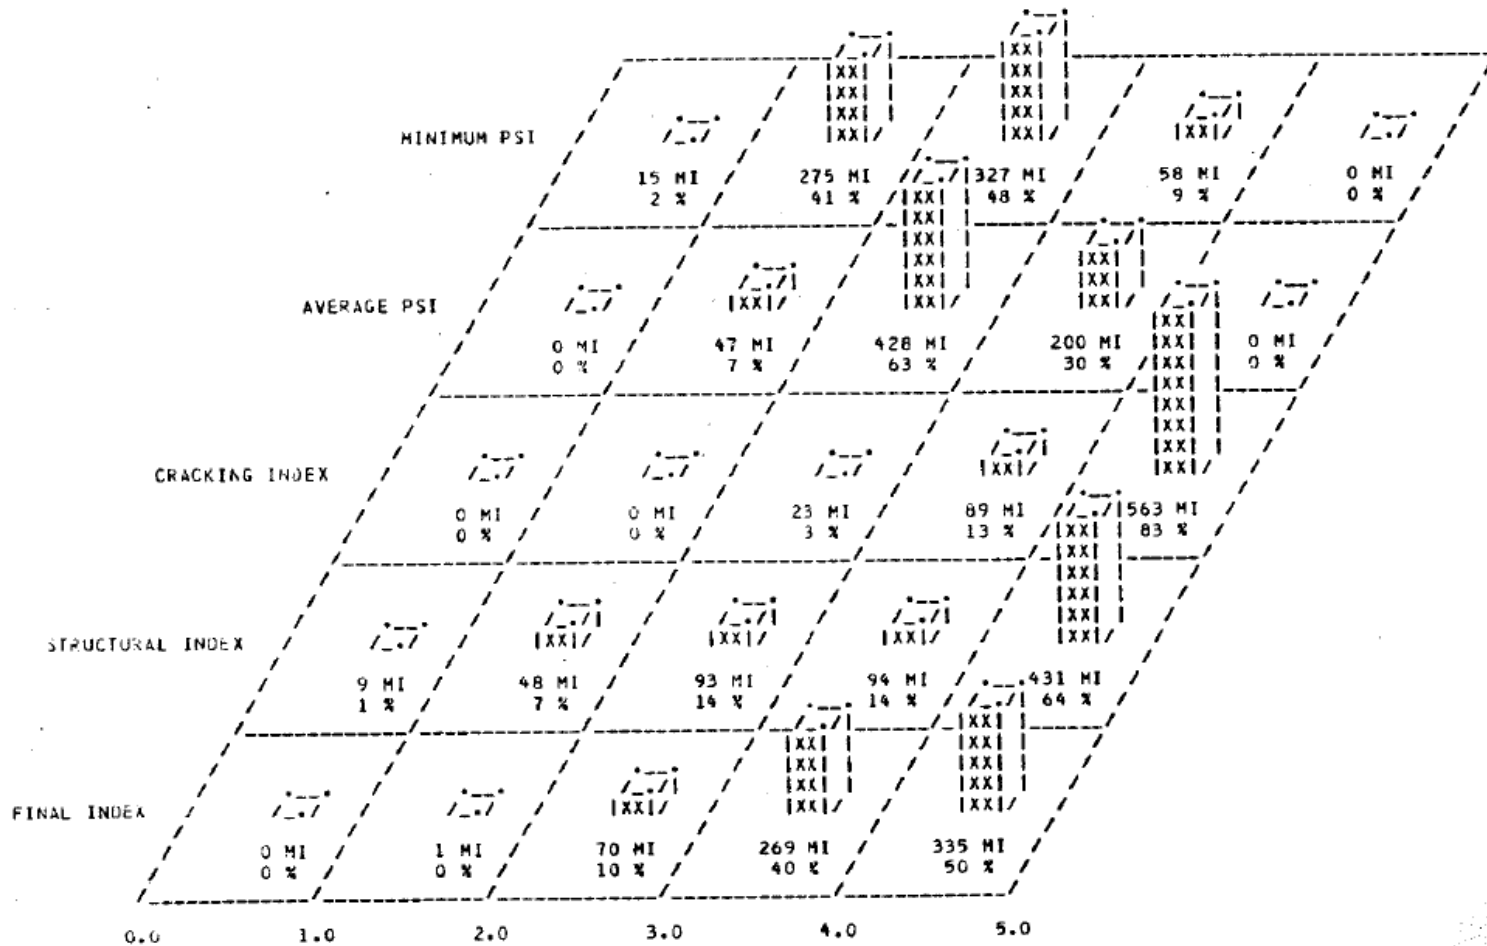 MINIMUM PSI
15 MI 275 MI 327 MI 58 MI 0 MI
2 % 41 % 48 % 9 % 0 %
AVERAGE PSI
0 MI 47 MI 428 MI 200 MI 0 MI
0 % 7 % 63 % 30 % 0 %
CRACKING INDEX
0 MI 0 MI 23 MI 89 MI 563 MI
0 % 0 % 3 % 13 % 83 %
STRUCTURAL INDEX
9 MI 48 MI 93 MI 94 MI 431 MI
1 % 7 % 14 % 14 % 64 %
FINAL INDEX
0 MI 1 MI 70 MI 269 MI 335 MI
0 % 0 % 10 % 40 % 50 %
0.0 1.0 2.0 3.0 4.0 5.0